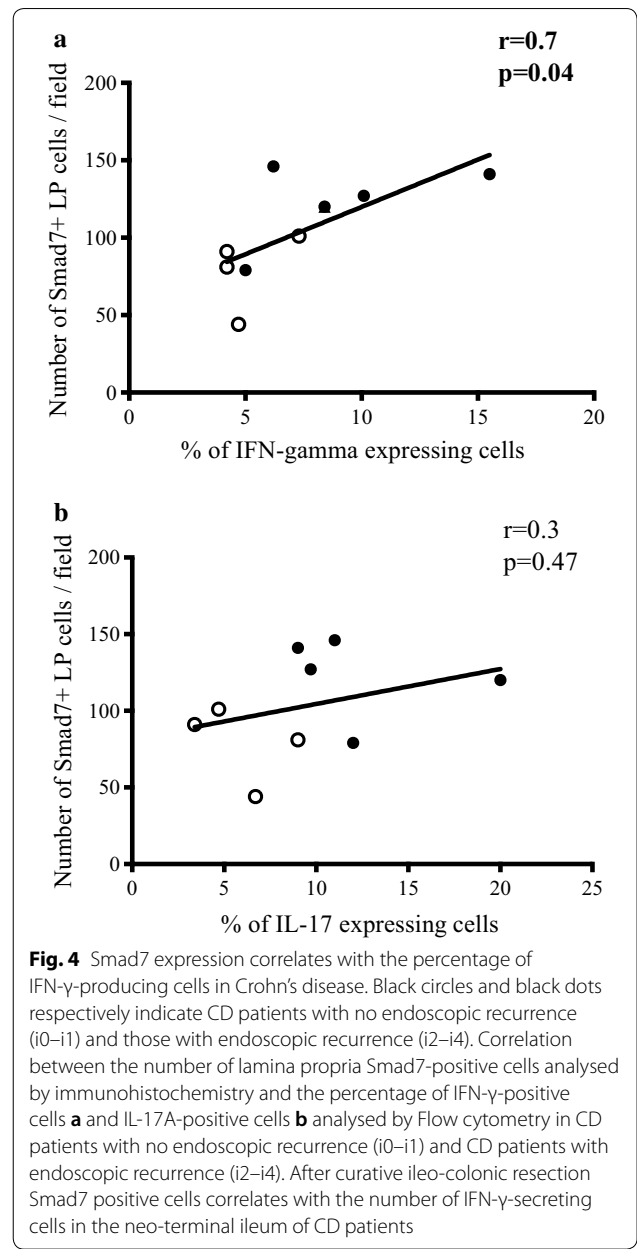 a
r=0.7
p=0.04
Number of Smad7+ LP cells / field
200
150
100
50
0
0 5 10 15 20
% of IFN-gamma expressing cells
b
r=0.3
p=0.47
Number of Smad7+ LP cells / field
200
150
100
50
0
0 5 10 15 20 25
% of IL-17 expressing cells
Fig. 4 Smad7 expression correlates with the percentage of
IFN-γ-producing cells in Crohn's disease. Black circles and black dots
respectively indicate CD patients with no endoscopic recurrence
(i0–i1) and those with endoscopic recurrence (i2–i4). Correlation
between the number of lamina propria Smad7-positive cells analysed
by immunohistochemistry and the percentage of IFN-γ-positive
cells a and IL-17A-positive cells b analysed by Flow cytometry in CD
patients with no endoscopic recurrence (i0–i1) and CD patients with
endoscopic recurrence (i2–i4). After curative ileo-colonic resection
Smad7 positive cells correlates with the number of IFN-γ-secreting
cells in the neo-terminal ileum of CD patients